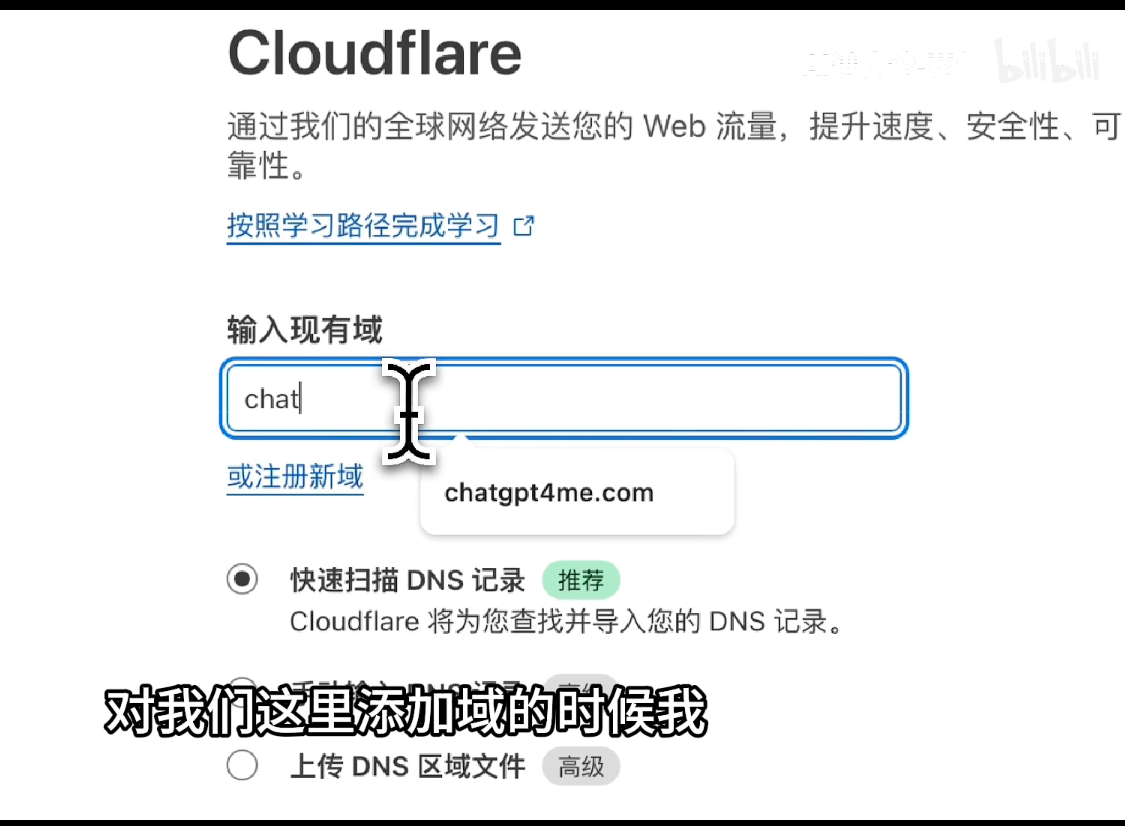 Cloudflare
bilibili
通过我们的全球网络发送您的 Web 流量，提升速度、安全性、可
靠性。
按照学习路径完成学习
输入现有域
chat
或注册新域
chatgpt4me.com
快速扫描 DNS 记录 推荐
Cloudflare 将为您查找并导入您的 DNS 记录。
对我们这里添加域的时候我
上传 DNS 区域文件 高级